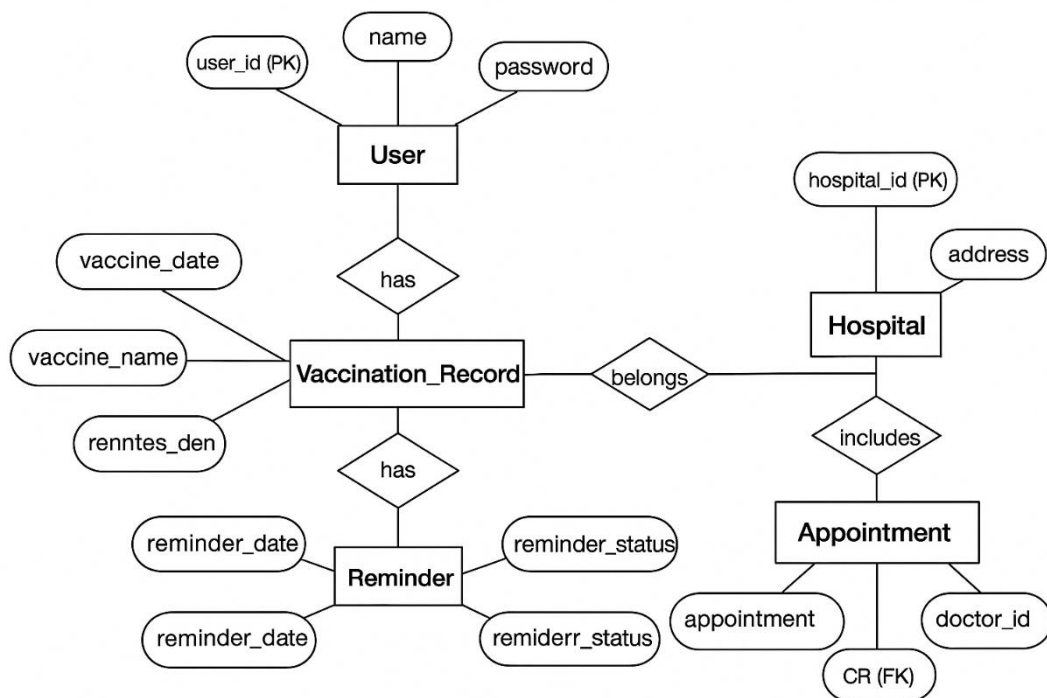 name
user_id (PK)
password
User
hospital_id (PK)
has
vaccine_date
address
Hospital
vaccine_name
Vaccination_Record
belongs
renntes_den
has
includes
Appointment
reminder_date
reminder_status
Reminder
reminder_date
remiderr_status
appointment
doctor_id
CR (FK)